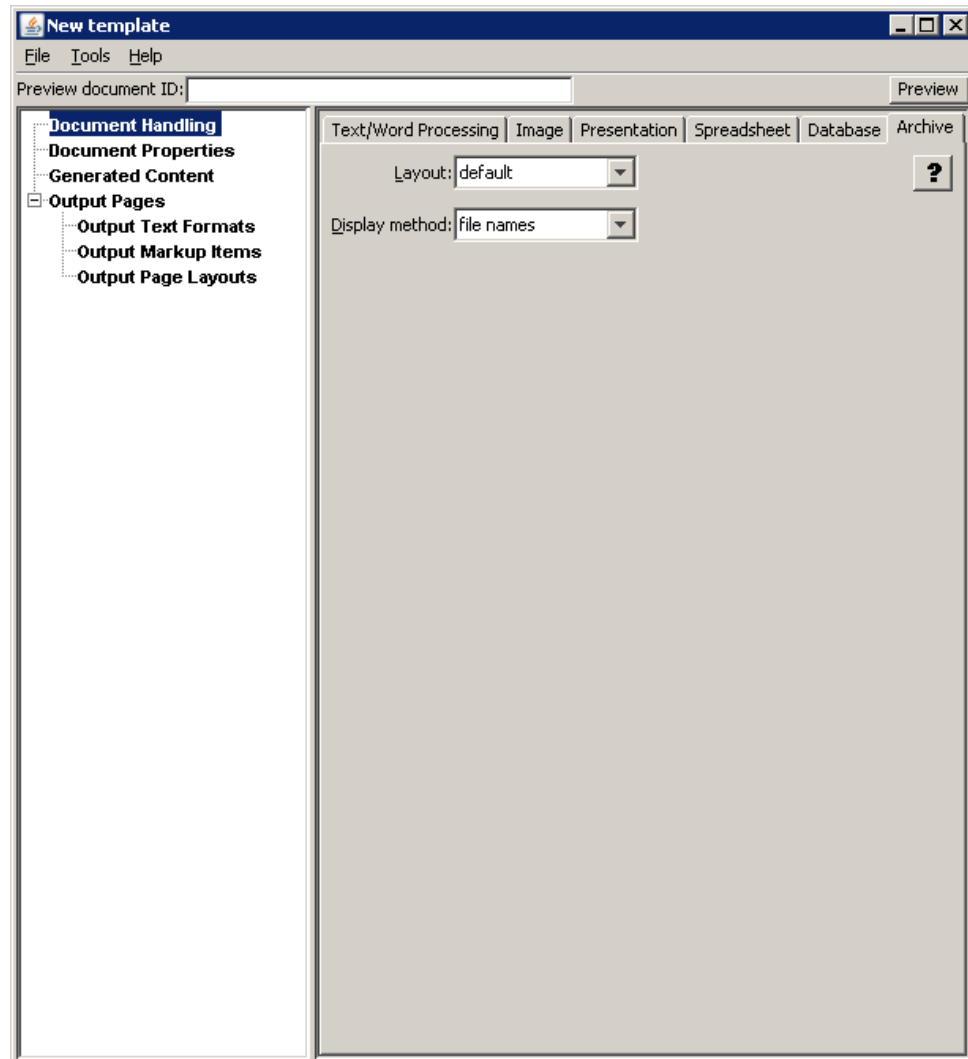 New template
File Tools Help
Preview document ID: Preview
Document Handling
Document Properties
Generated Content
Output Pages
Output Text Formats
Output Markup Items
Output Page Layouts
Text/Word Processing Image Presentation Spreadsheet Database Archive
Layout: default ?
Display method: file names